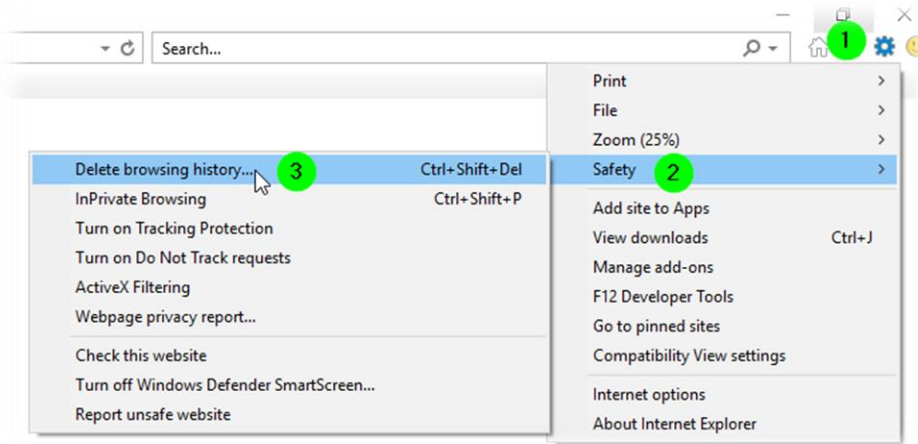 Search...
1
Print
File
Zoom (25%)
Safety 2
Add site to Apps
View downloads Ctrl+J
Manage add-ons
F12 Developer Tools
Go to pinned sites
Compatibility View settings
Internet options
About Internet Explorer
Delete browsing history... 3 Ctrl+Shift+Del
InPrivate Browsing Ctrl+Shift+P
Turn on Tracking Protection
Turn on Do Not Track requests
ActiveX Filtering
Webpage privacy report...
Check this website
Turn off Windows Defender SmartScreen...
Report unsafe website